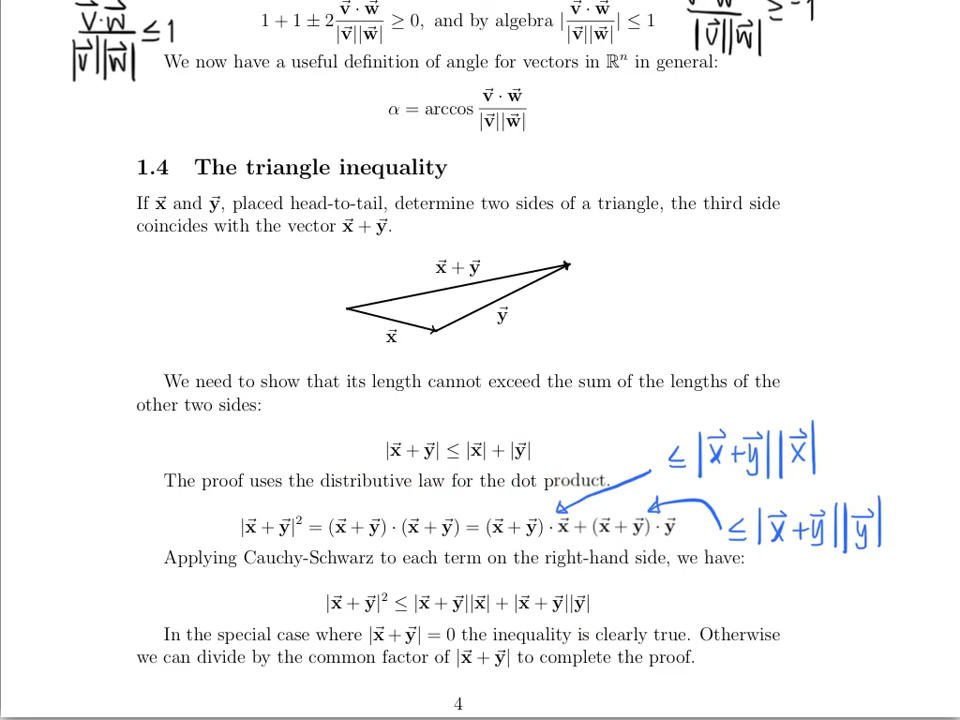 v⃗ · w⃗ / |v⃗||w⃗| ≤ 1
1 + 1 ± 2 v⃗ · w⃗ / |v⃗||w⃗| ≥ 0, and by algebra | v⃗ · w⃗ / |v⃗||w⃗| | ≤ 1
|v⃗||w⃗| ≥ -1
We now have a useful definition of angle for vectors in ℝⁿ in general:
α = arccos v⃗ · w⃗ / |v⃗||w⃗|
1.4 The triangle inequality
If x⃗ and y⃗, placed head-to-tail, determine two sides of a triangle, the third side
coincides with the vector x⃗ + y⃗.
x⃗ + y⃗
y⃗
x⃗
We need to show that its length cannot exceed the sum of the lengths of the
other two sides:
|x⃗ + y⃗| ≤ |x⃗| + |y⃗|
≤ |x⃗ + y⃗||x⃗|
The proof uses the distributive law for the dot product.
|x⃗ + y⃗|² = (x⃗ + y⃗) · (x⃗ + y⃗) = (x⃗ + y⃗) · x⃗ + (x⃗ + y⃗) · y⃗
≤ |x⃗ + y⃗||y⃗|
Applying Cauchy-Schwarz to each term on the right-hand side, we have:
|x⃗ + y⃗|² ≤ |x⃗ + y⃗||x⃗| + |x⃗ + y⃗||y⃗|
In the special case where |x⃗ + y⃗| = 0 the inequality is clearly true. Otherwise
we can divide by the common factor of |x⃗ + y⃗| to complete the proof.
4